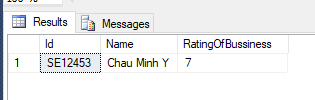 Results Messages
Id Name RatingOfBussiness
1 SE12453 Chau Minh Y 7